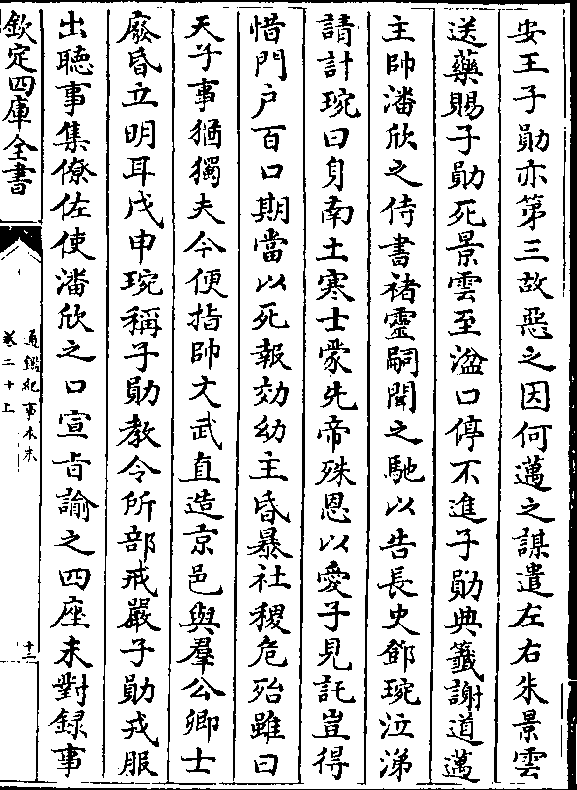 安王子勛亦第三故惡之因何邁之謀遣左右朱景雲
送藥賜子勛死景雲至湓口停不進子勛典籤謝道邁
主帥潘欣之侍書褚靈嗣聞之馳以告長史鄧琬泣涕
請計琬曰身南土寒士蒙先帝殊恩以愛子見託豈得
惜門户百口期當以死報効幼主昏暴社稷危殆雖曰
天子事猶獨夫今便指帥文武直造京邑與羣公卿士
廢昏立明耳戊申琬稱子勛教令所部戒嚴子勛戎服
出聽事集僚佐使潘欣之口宣旨諭之四座未對録事
欽定四庫全書
通鑑紀事本末
卷二十上
十二